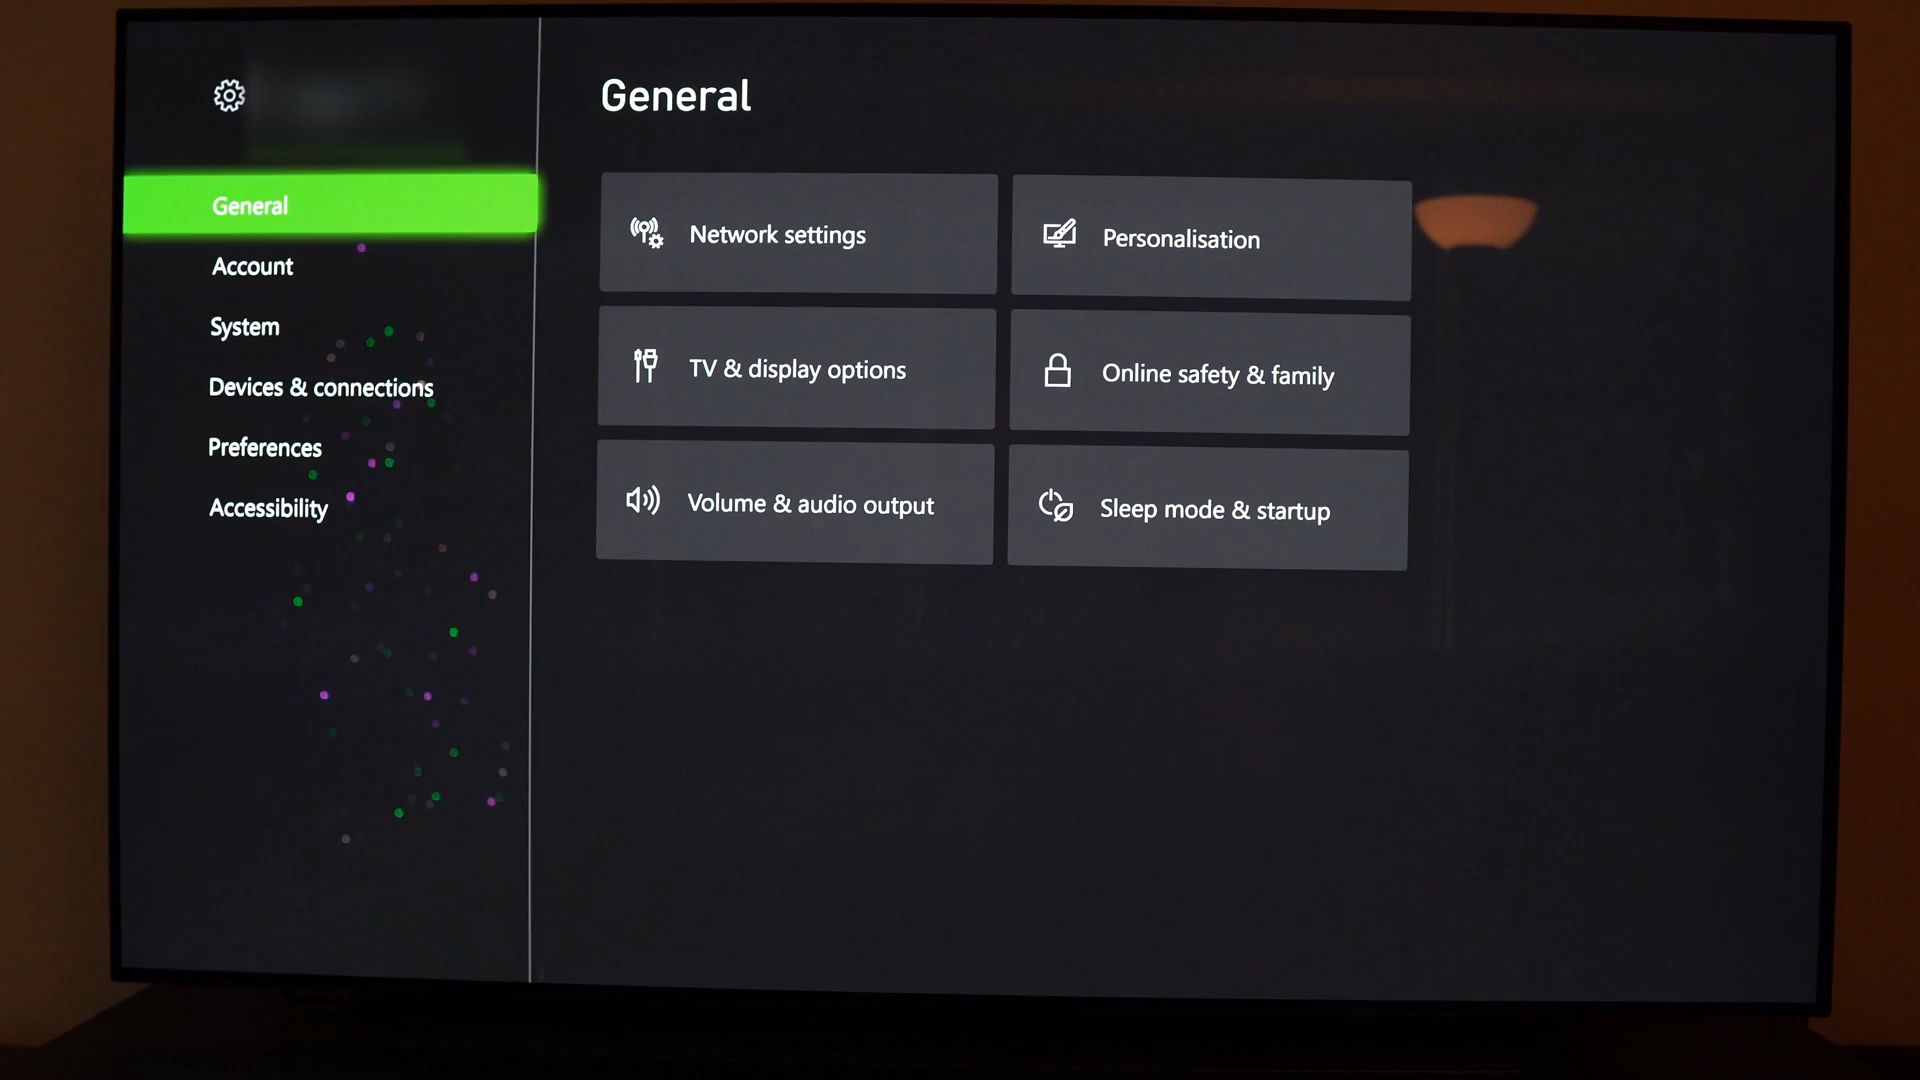 General
Account
System
Devices & connections
Preferences
Accessibility
General
Network settings
Personalisation
TV & display options
Online safety & family
Volume & audio output
Sleep mode & startup